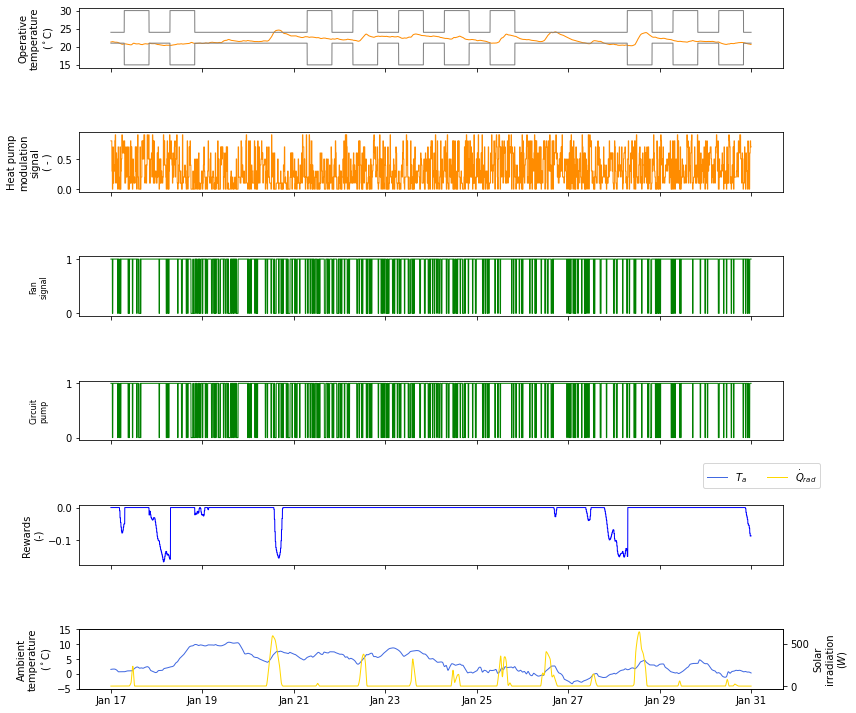 Operative
temperature
(°C)
30
25
20
15
Heat pump
modulation
signal
( - )
0.5
0.0
Fan
signal
1
0
Circuit
pump
1
0
T_a
Q̇_rad
Rewards
(-)
0.0
−0.1
Ambient
temperature
(°C)
15
10
5
0
−5
500
0
Solar
irradiation
(W)
Jan 17 Jan 19 Jan 21 Jan 23 Jan 25 Jan 27 Jan 29 Jan 31